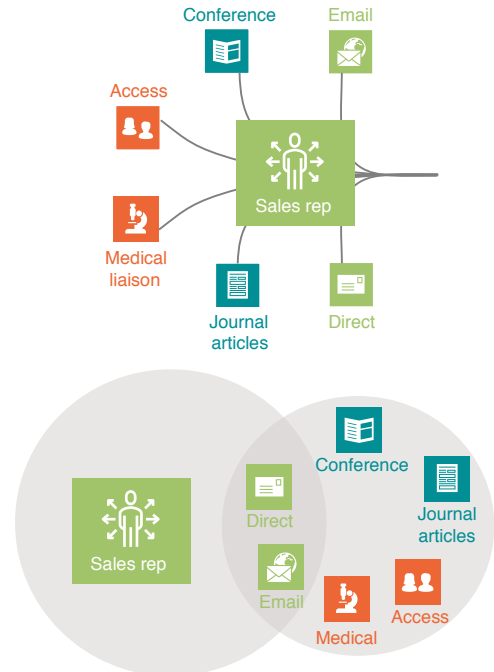 Conference
Email
Access
Sales rep
Medical
liaison
Journal
articles
Direct
Conference
Journal
articles
Direct
Sales rep
Email
Access
Medical